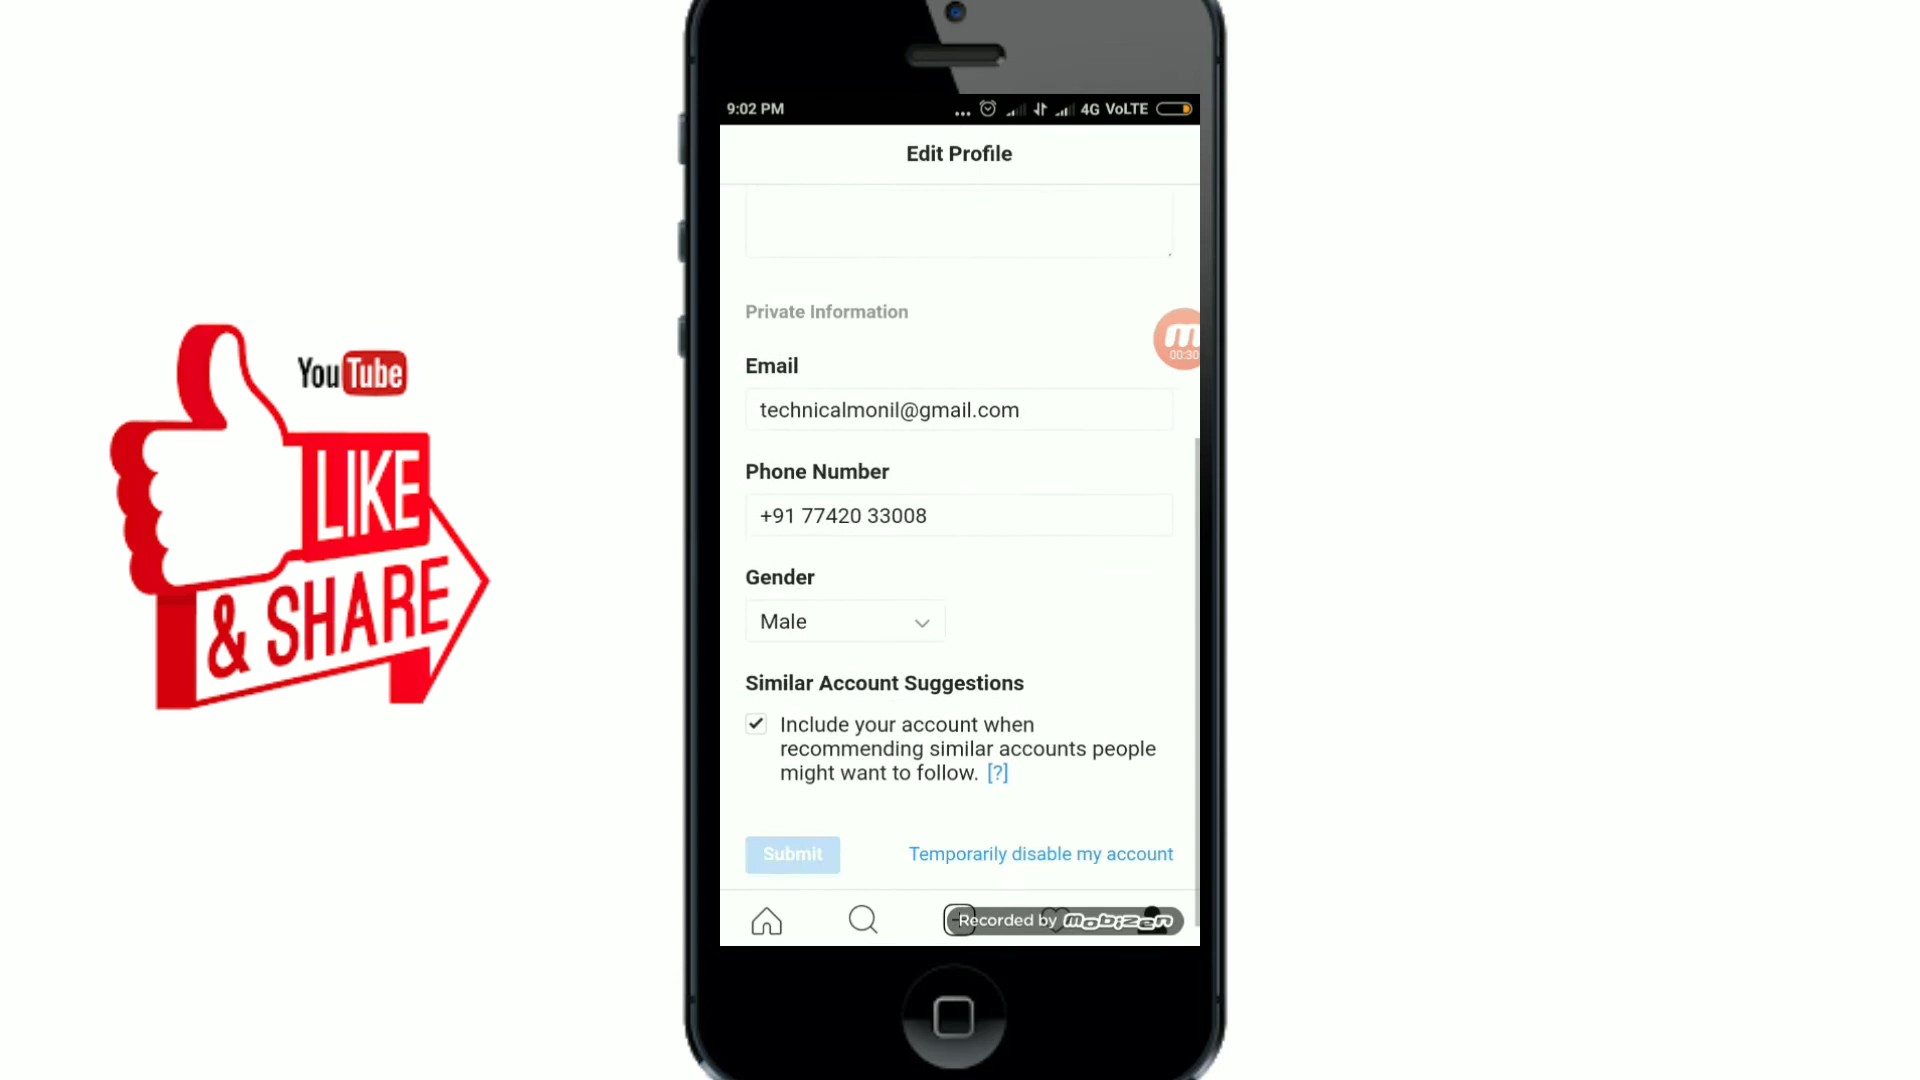 9:02 PM
... 4G VoLTE
Edit Profile
Private Information
00:30
Email
technicalmonil@gmail.com
Phone Number
+91 77420 33008
Gender
Male
Similar Account Suggestions
Include your account when
recommending similar accounts people
might want to follow. [?]
Submit
Temporarily disable my account
Recorded by mobizen
YouTube
LIKE
& SHARE